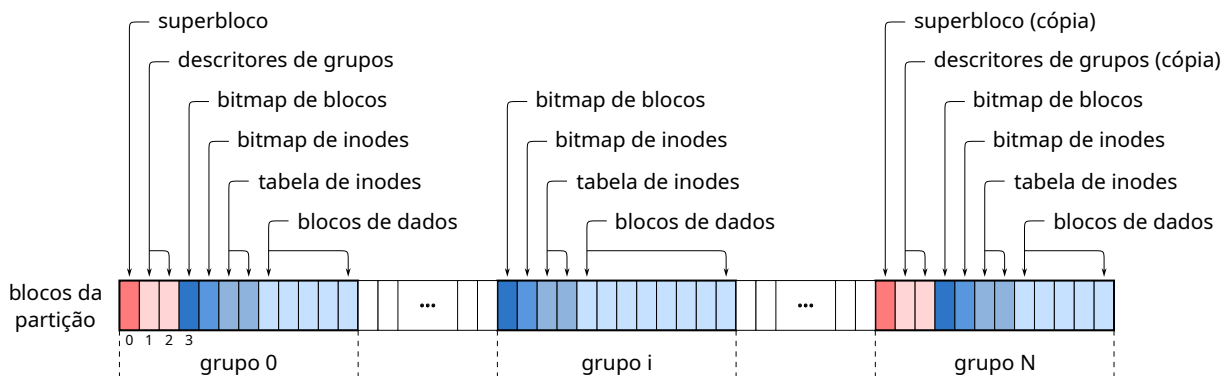 superbloco
descritores de grupos
bitmap de blocos
bitmap de inodes
tabela de inodes
blocos de dados
bitmap de blocos
bitmap de inodes
tabela de inodes
blocos de dados
superbloco (cópia)
descritores de grupos (cópia)
bitmap de blocos
bitmap de inodes
tabela de inodes
blocos de dados
blocos da
partição
...
...
0 1 2 3
grupo 0
grupo i
grupo N